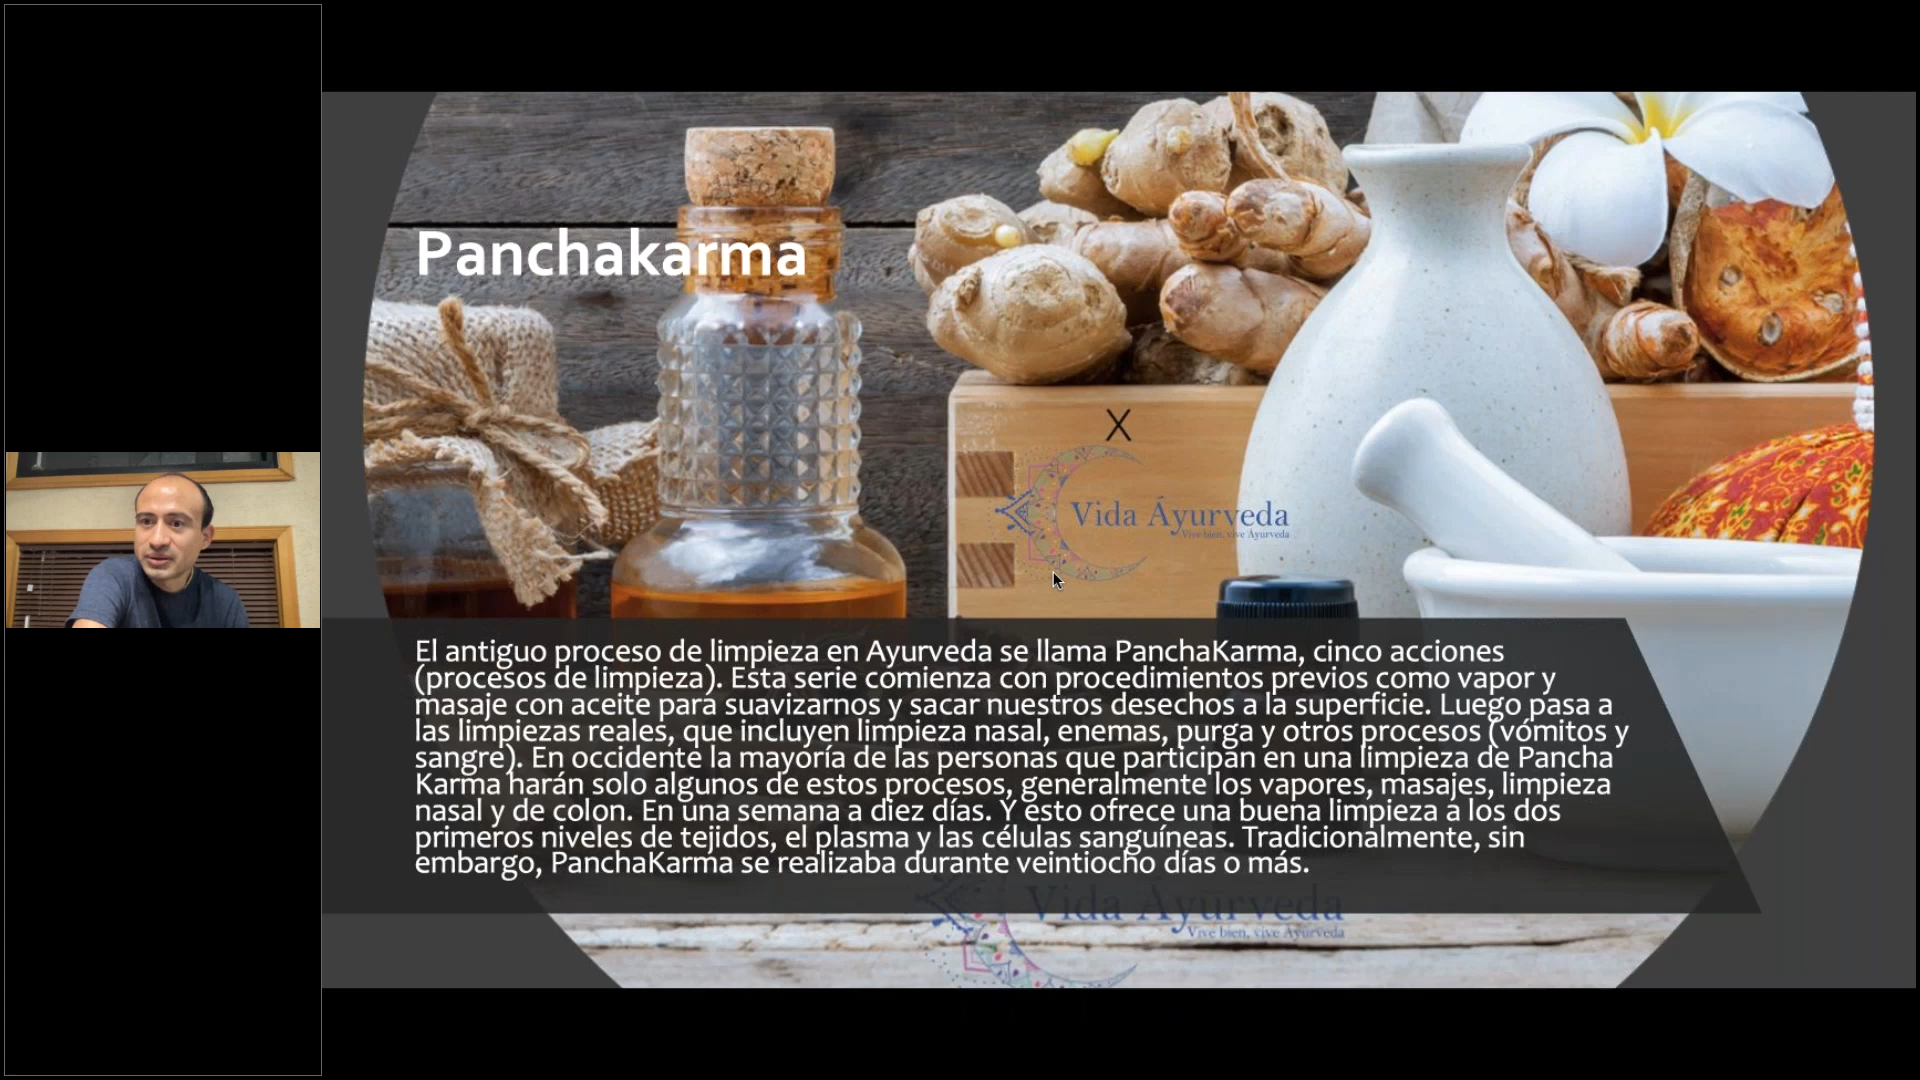 Panchakarma
X
Vida Áyurveda
Vive bien, vive Áyurveda
El antiguo proceso de limpieza en Ayurveda se llama PanchaKarma, cinco acciones
(procesos de limpieza). Esta serie comienza con procedimientos previos como vapor y
masaje con aceite para suavizarnos y sacar nuestros desechos a la superficie. Luego pasa a
las limpiezas reales, que incluyen limpieza nasal, enemas, purga y otros procesos (vómitos y
sangre). En occidente la mayoría de las personas que participan en una limpieza de Pancha
Karma harán solo algunos de estos procesos, generalmente los vapores, masajes, limpieza
nasal y de colon. En una semana a diez días. Y esto ofrece una buena limpieza a los dos
primeros niveles de tejidos, el plasma y las células sanguíneas. Tradicionalmente, sin
embargo, PanchaKarma se realizaba durante veintiocho días o más.
Vida Áyurveda
Vive bien, vive Áyurveda